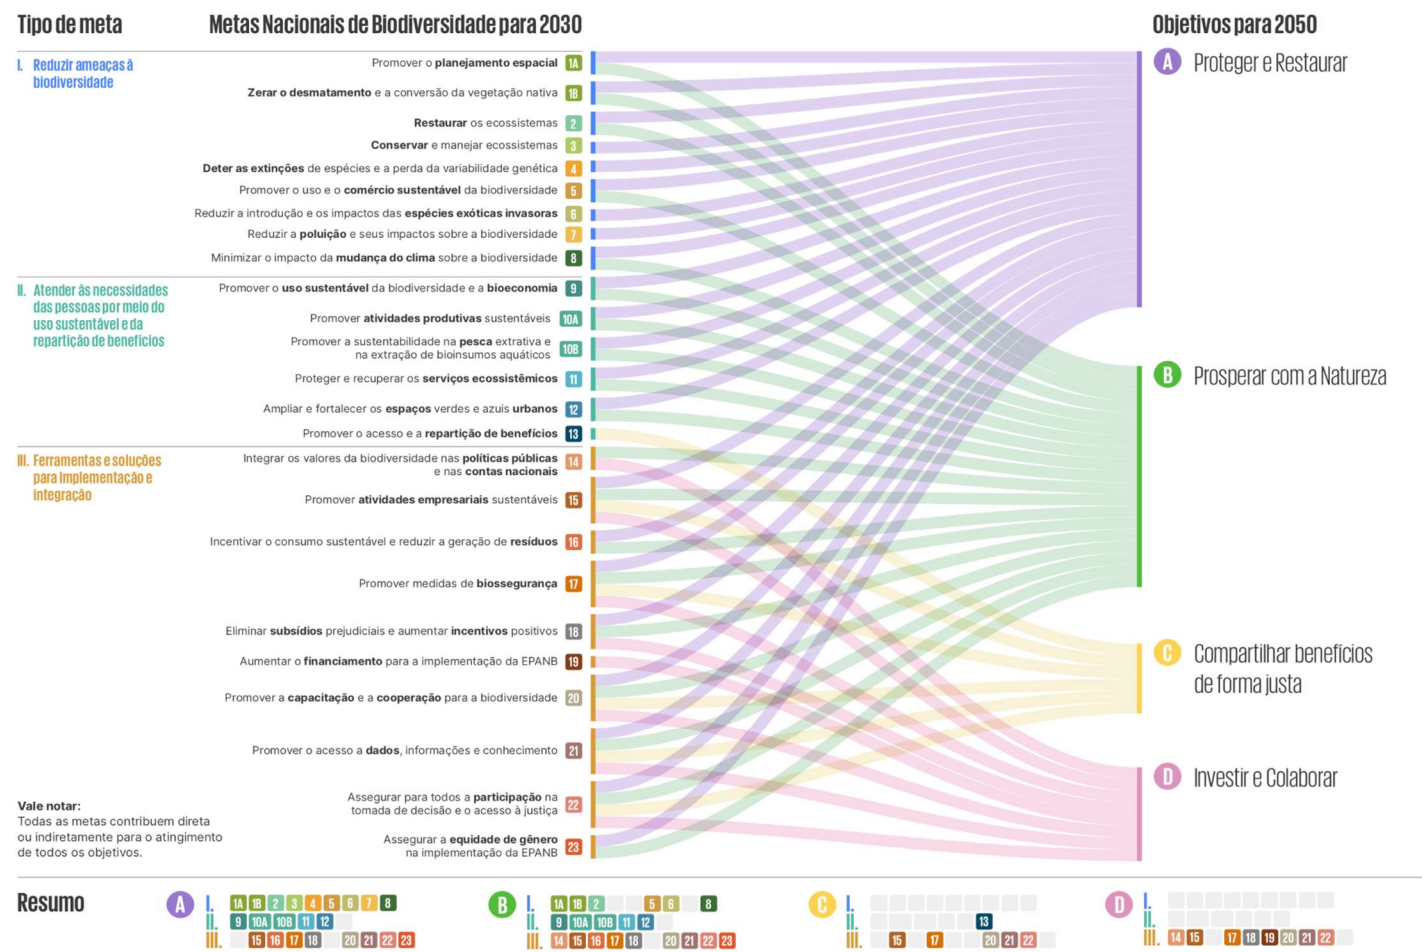 Tipo de meta
Metas Nacionais de Biodiversidade para 2030
Objetivos para 2050
I. Reduzir ameaças à
biodiversidade
Promover o planejamento espacial 1A
Zerar o desmatamento e a conversão da vegetação nativa 1B
Restaurar os ecossistemas 2
Conservar e manejar ecossistemas 3
Deter as extinções de espécies e a perda da variabilidade genética 4
Promover o uso e o comércio sustentável da biodiversidade 5
Reduzir a introdução e os impactos das espécies exóticas invasoras 6
Reduzir a poluição e seus impactos sobre a biodiversidade 7
Minimizar o impacto da mudança do clima sobre a biodiversidade 8
II. Atender às necessidades
das pessoas por meio do
uso sustentável e da
repartição de benefícios
Promover o uso sustentável da biodiversidade e a bioeconomia 9
Promover atividades produtivas sustentáveis 10A
Promover a sustentabilidade na pesca extrativa e
na extração de bioinsumos aquáticos 10B
Proteger e recuperar os serviços ecossistêmicos 11
Ampliar e fortalecer os espaços verdes e azuis urbanos 12
Promover o acesso e a repartição de benefícios 13
III. Ferramentas e soluções
para implementação e
integração
Integrar os valores da biodiversidade nas políticas públicas
e nas contas nacionais 14
Promover atividades empresariais sustentáveis 15
Incentivar o consumo sustentável e reduzir a geração de resíduos 16
Promover medidas de biossegurança 17
Eliminar subsídios prejudiciais e aumentar incentivos positivos 18
Aumentar o financiamento para a implementação da EPANB 19
Promover a capacitação e a cooperação para a biodiversidade 20
Promover o acesso a dados, informações e conhecimento 21
Assegurar para todos a participação na
tomada de decisão e o acesso à justiça 22
Assegurar a equidade de gênero
na implementação da EPANB 23
Vale notar:
Todas as metas contribuem direta
ou indiretamente para o atingimento
de todos os objetivos.
A Proteger e Restaurar
B Prosperar com a Natureza
C Compartilhar benefícios
de forma justa
D Investir e Colaborar
Resumo
A
I. 1A 1B 2 3 4 5 6 7 8
II. 9 10A 10B 11 12
III. 15 16 17 18 20 21 22 23
B
I. 1A 1B 2 5 6 8
II. 9 10A 10B 11 12
III. 14 15 16 17 18 20 21 22 23
C
I.
II. 13
III. 15 17 20 21 22
D
I.
II.
III. 14 15 17 18 19 20 21 22